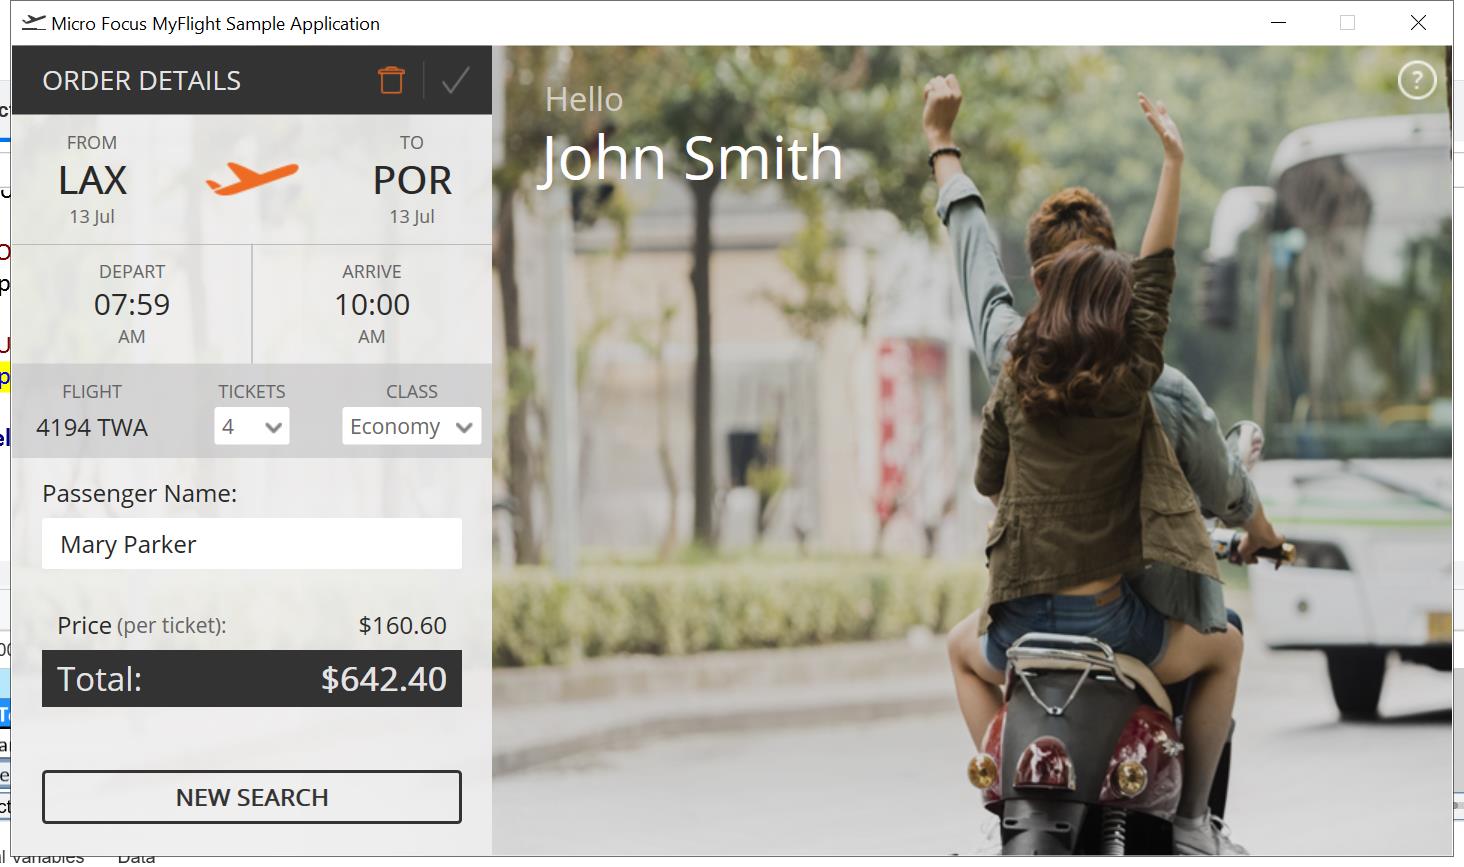 Micro Focus MyFlight Sample Application
ORDER DETAILS
FROM
LAX
13 Jul
TO
POR
13 Jul
DEPART
07:59
AM
ARRIVE
10:00
AM
FLIGHT
4194 TWA
TICKETS
4
CLASS
Economy
Passenger Name:
Mary Parker
Price (per ticket): $160.60
Total: $642.40
NEW SEARCH
Hello
John Smith
?
Data